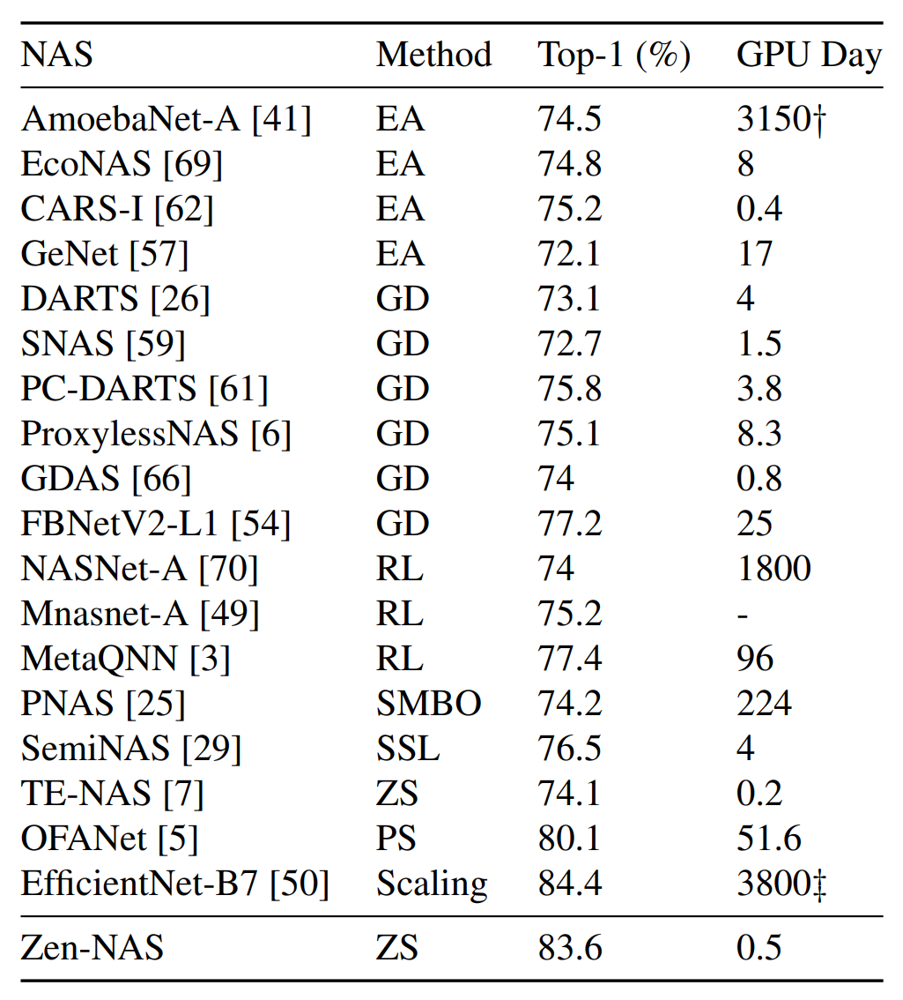 NAS Method Top-1 (%) GPU Day
AmoebaNet-A [41] EA 74.5 3150†
EcoNAS [69] EA 74.8 8
CARS-I [62] EA 75.2 0.4
GeNet [57] EA 72.1 17
DARTS [26] GD 73.1 4
SNAS [59] GD 72.7 1.5
PC-DARTS [61] GD 75.8 3.8
ProxylessNAS [6] GD 75.1 8.3
GDAS [66] GD 74 0.8
FBNetV2-L1 [54] GD 77.2 25
NASNet-A [70] RL 74 1800
Mnasnet-A [49] RL 75.2 -
MetaQNN [3] RL 77.4 96
PNAS [25] SMBO 74.2 224
SemiNAS [29] SSL 76.5 4
TE-NAS [7] ZS 74.1 0.2
OFANet [5] PS 80.1 51.6
EfficientNet-B7 [50] Scaling 84.4 3800‡
Zen-NAS ZS 83.6 0.5